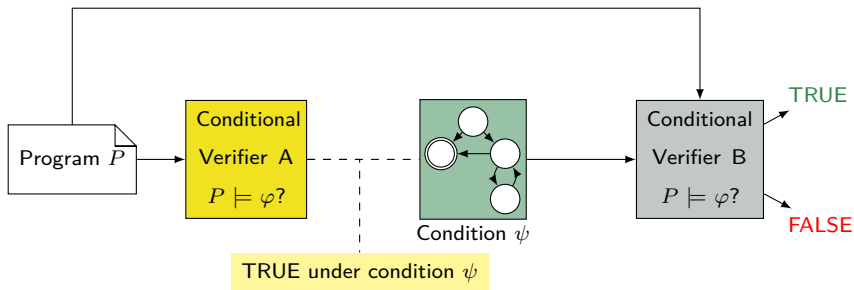 Program P
Conditional
Verifier A
P ⊨ φ?
Condition ψ
TRUE under condition ψ
Conditional
Verifier B
P ⊨ φ?
TRUE
FALSE